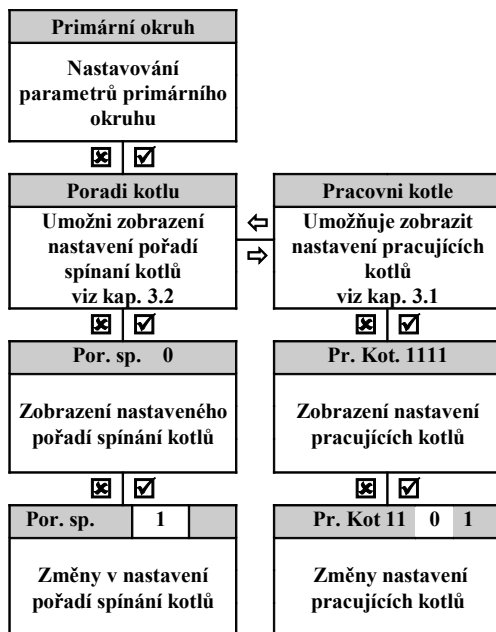 Primární okruh
Nastavování
parametrů primárního
okruhu
Poradi kotlu
Umožni zobrazení
nastavení pořadí
spínaní kotlů
viz kap. 3.2
Pracovni kotle
Umožňuje zobrazit
nastavení pracujících
kotlů
viz kap. 3.1
Por. sp. 0
Zobrazení nastaveného
pořadí spínání kotlů
Pr. Kot. 1111
Zobrazení nastavení
pracujících kotlů
Por. sp. 1
Změny v nastavení
pořadí spínání kotlů
Pr. Kot 11 0 1
Změny nastavení
pracujících kotlů